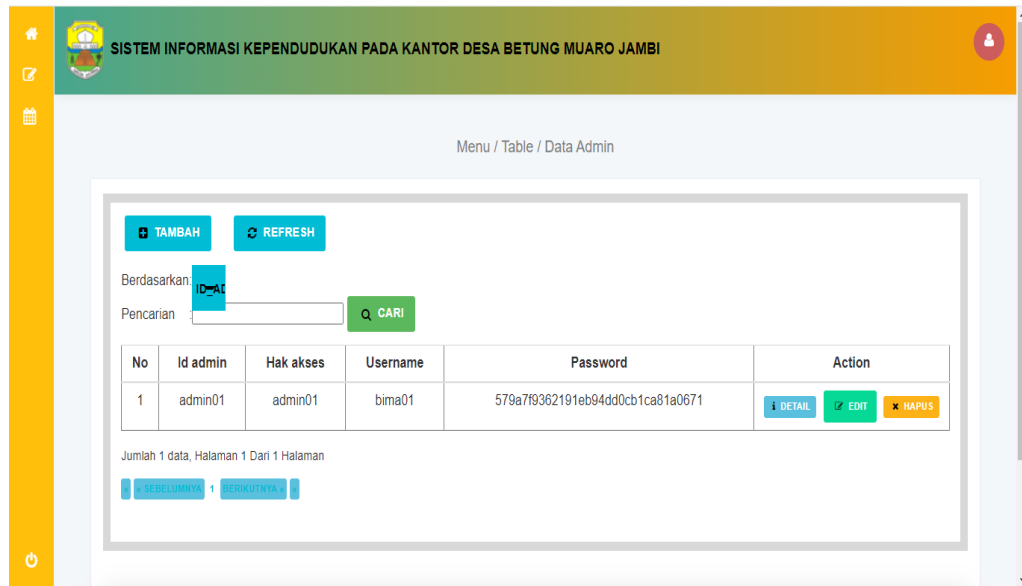 SISTEM INFORMASI KEPENDUDUKAN PADA KANTOR DESA BETUNG MUARO JAMBI
Menu / Table / Data Admin
TAMBAH REFRESH
Berdasarkan: ID_AD
Pencarian : CARI
No Id admin Hak akses Username Password Action
1 admin01 admin01 bima01 579a7f9362191eb94dd0cb1ca81a0671 DETAIL EDIT HAPUS
Jumlah 1 data, Halaman 1 Dari 1 Halaman
« « SEBELUMNYA 1 BERIKUTNYA » »